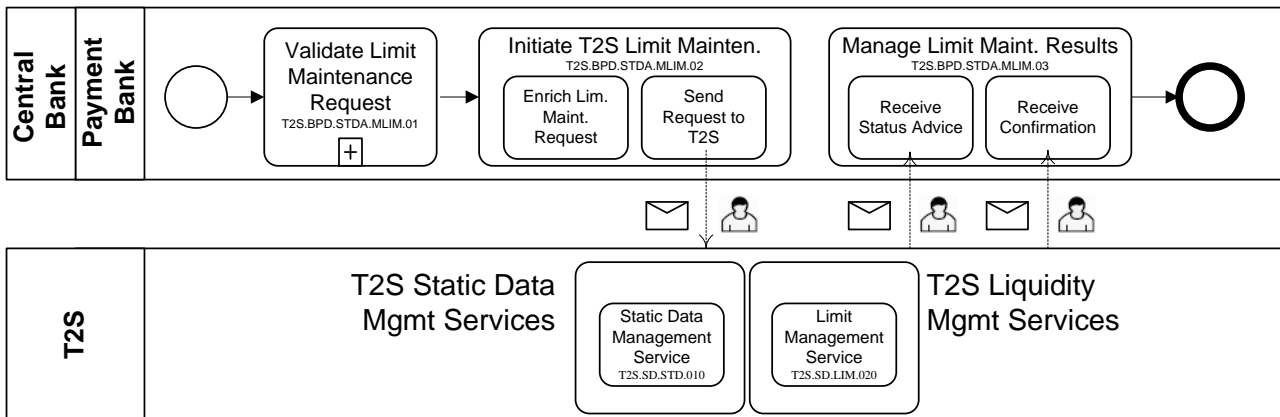 Central
Bank
Payment
Bank
Validate Limit
Maintenance
Request
T2S.BPD.STDA.MLIM.01
+
Initiate T2S Limit Mainten.
T2S.BPD.STDA.MLIM.02
Enrich Lim.
Maint.
Request
Send
Request to
T2S
Manage Limit Maint. Results
T2S.BPD.STDA.MLIM.03
Receive
Status Advice
Receive
Confirmation
T2S
T2S Static Data
Mgmt Services
Static Data
Management
Service
T2S.SD.STD.010
Limit
Management
Service
T2S.SD.LIM.020
T2S Liquidity
Mgmt Services